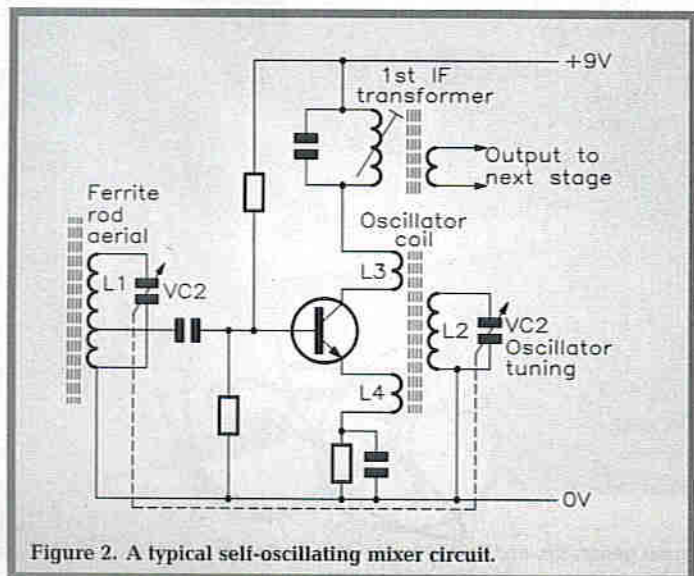 +9V
1st IF
transformer
Output to
next stage
Ferrite
rod
aerial
Oscillator
coil
L1
VC2
L3
L2
VC2
Oscillator
tuning
L4
0V
Figure 2. A typical self-oscillating mixer circuit.